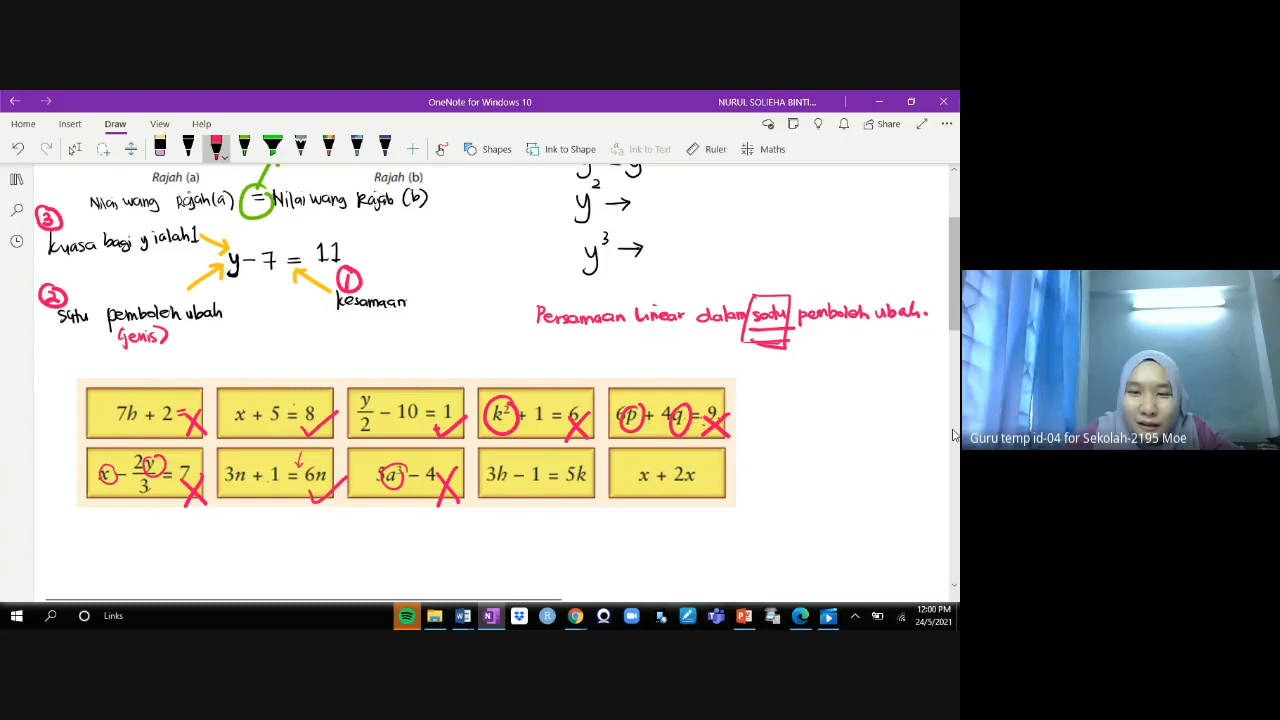 OneNote for Windows 10
NURUL SOLIEHA BINTI...
Home Insert Draw View Help
Share
Shapes Ink to Shape Ink to Text Ruler Maths
Rajah (a) Rajah (b)
Nilai wang Rajah(a) = Nilai wang Rajah (b)
3
kuasa bagi y ialah 1
y - 7 = 11
1
kesamaan
2
satu pemboleh ubah
(jenis)
y² →
y³ →
Persamaan Linear dalam satu pemboleh ubah.
7h + 2 =
x + 5 = 8
y/2 − 10 = 1
k² + 1 = 6
6p + 4q = 9
x − 2y/3 = 7
3n + 1 = 6n
5a³ − 4
3h − 1 = 5k
x + 2x
Guru temp id-04 for Sekolah-2195 Moe
Links
12:00 PM
24/5/2021